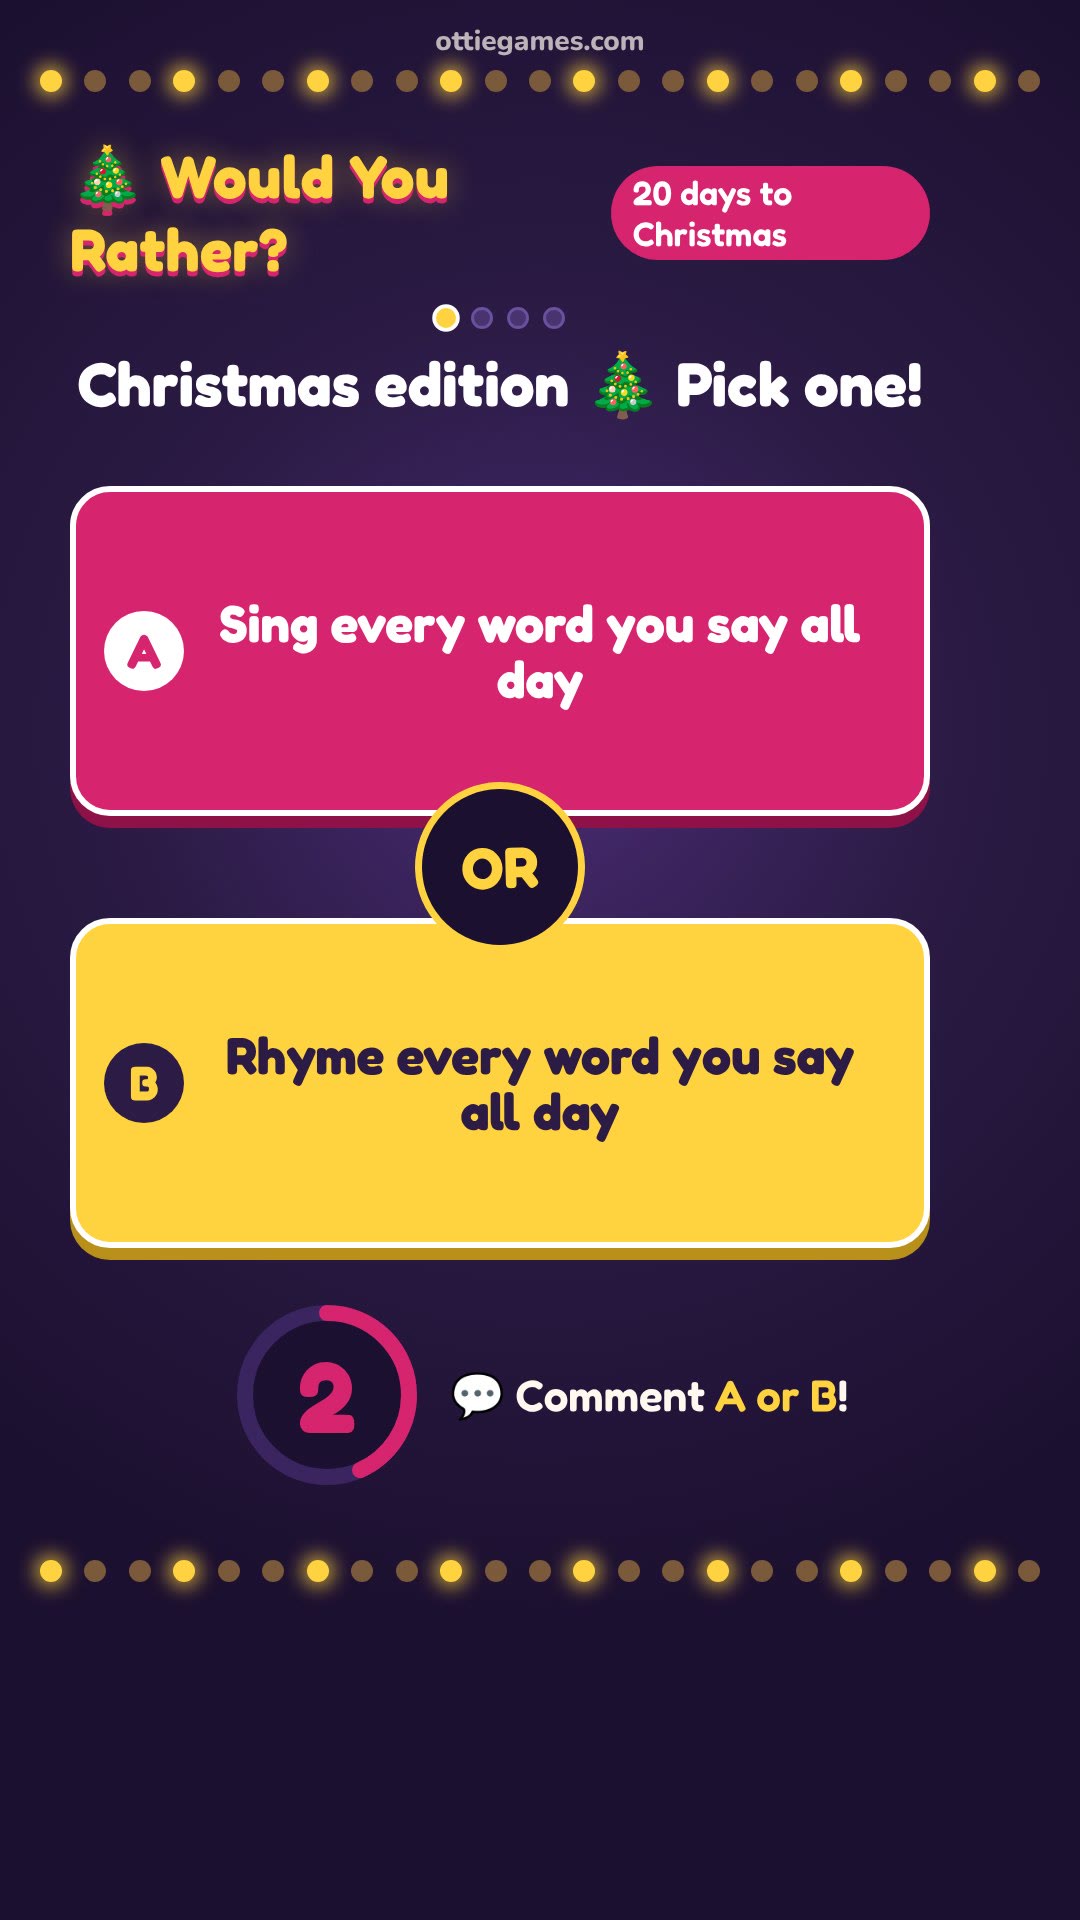 ottiegames.com
🎄 Would You
Rather?
20 days to
Christmas
Christmas edition 🎄 Pick one!
A
Sing every word you say all
day
OR
B
Rhyme every word you say
all day
2
💬 Comment A or B!